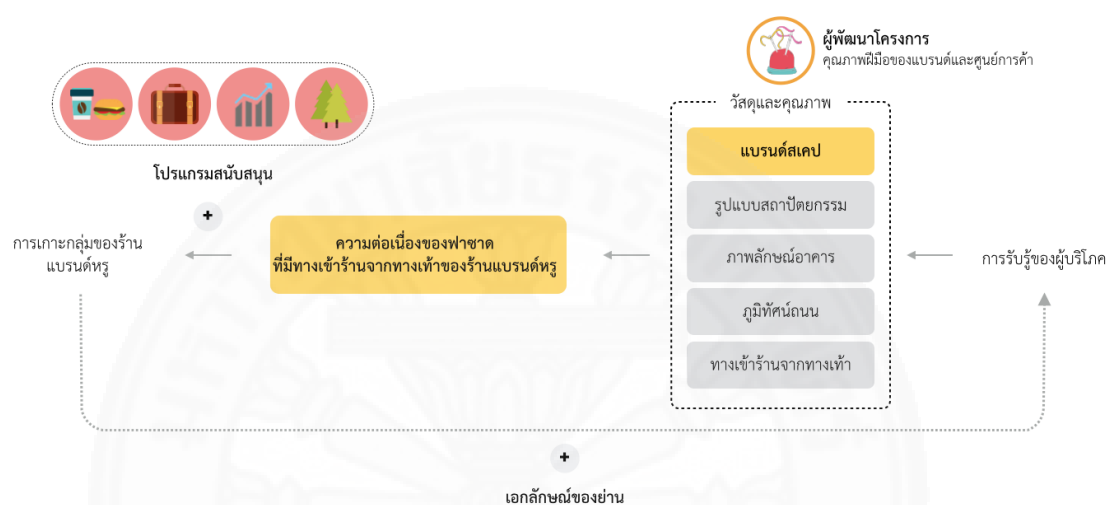 ผู้พัฒนาโครงการ
คุณภาพฝีมือของแบรนด์และศูนย์การค้า
วัสดุและคุณภาพ
แบรนด์สเคป
โปรแกรมสนับสนุน
รูปแบบสถาปัตยกรรม
+
การเกาะกลุ่มของร้าน
แบรนด์หรู
ความต่อเนื่องของฟาซาด
ที่มีทางเข้าร้านจากทางเท้าของร้านแบรนด์หรู
ภาพลักษณ์อาคาร
การรับรู้ของผู้บริโภค
ภูมิทัศน์ถนน
ทางเข้าร้านจากทางเท้า
+
เอกลักษณ์ของย่าน